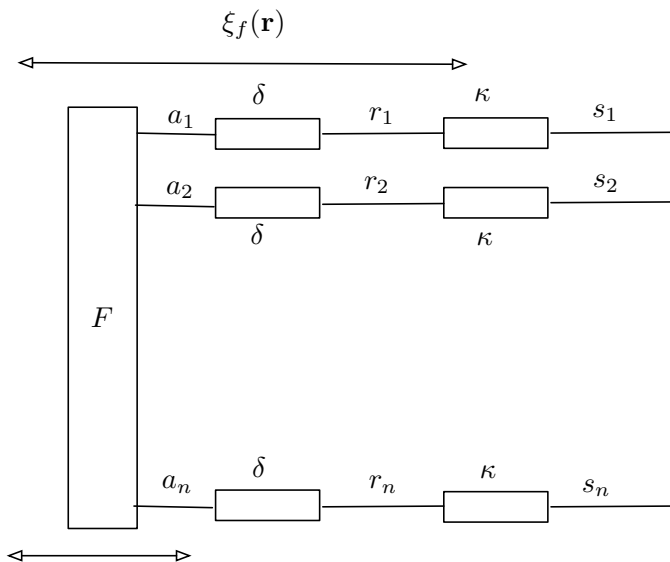 ξ_f(𝐫)
δ κ
a_1 r_1 s_1
a_2 r_2 s_2
δ κ
F
δ κ
a_n r_n s_n